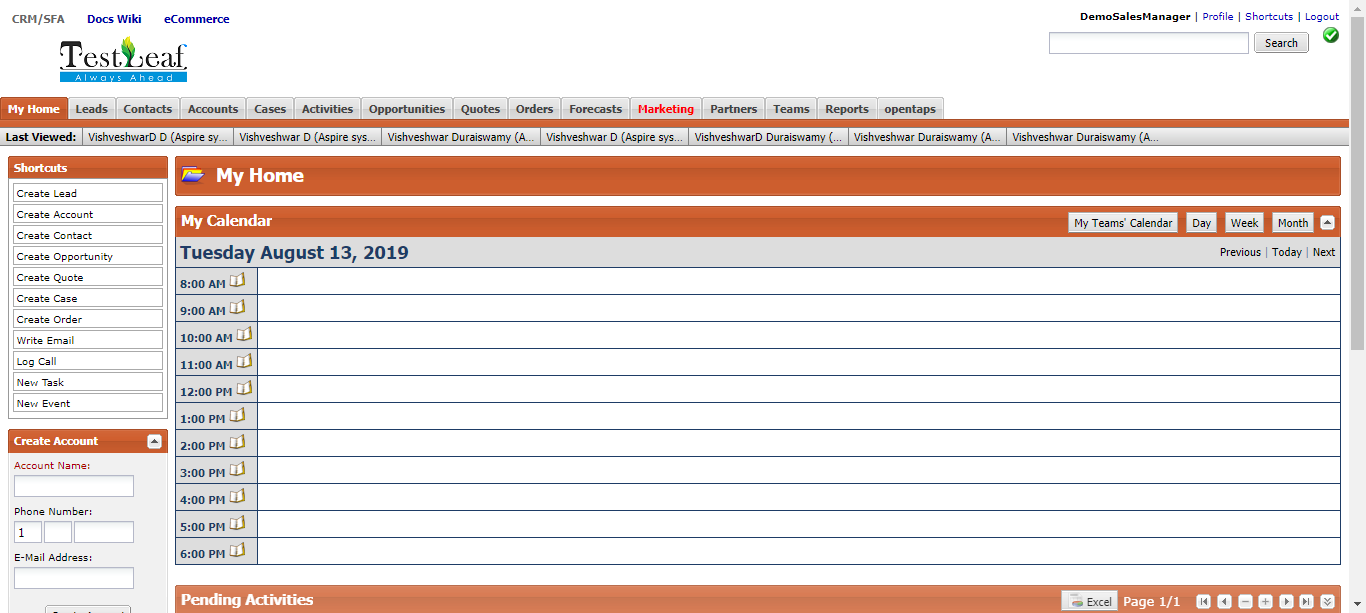 CRM/SFA Docs Wiki eCommerce
DemoSalesManager | Profile | Shortcuts | Logout
TestLeaf
Always Ahead
Search
My Home Leads Contacts Accounts Cases Activities Opportunities Quotes Orders Forecasts Marketing Partners Teams Reports opentaps
Last Viewed: VishveshwarD D (Aspire sy... Vishveshwar D (Aspire sys... Vishveshwar Duraiswamy (A... Vishveshwar D (Aspire sys... VishveshwarD Duraiswamy (... Vishveshwar Duraiswamy (A... Vishveshwar Duraiswamy (A...
Shortcuts
Create Lead
Create Account
Create Contact
Create Opportunity
Create Quote
Create Case
Create Order
Write Email
Log Call
New Task
New Event
Create Account
Account Name:
Phone Number:
1
E-Mail Address:
My Home
My Calendar
My Teams' Calendar Day Week Month
Tuesday August 13, 2019
Previous | Today | Next
8:00 AM
9:00 AM
10:00 AM
11:00 AM
12:00 PM
1:00 PM
2:00 PM
3:00 PM
4:00 PM
5:00 PM
6:00 PM
Pending Activities
Excel Page 1/1